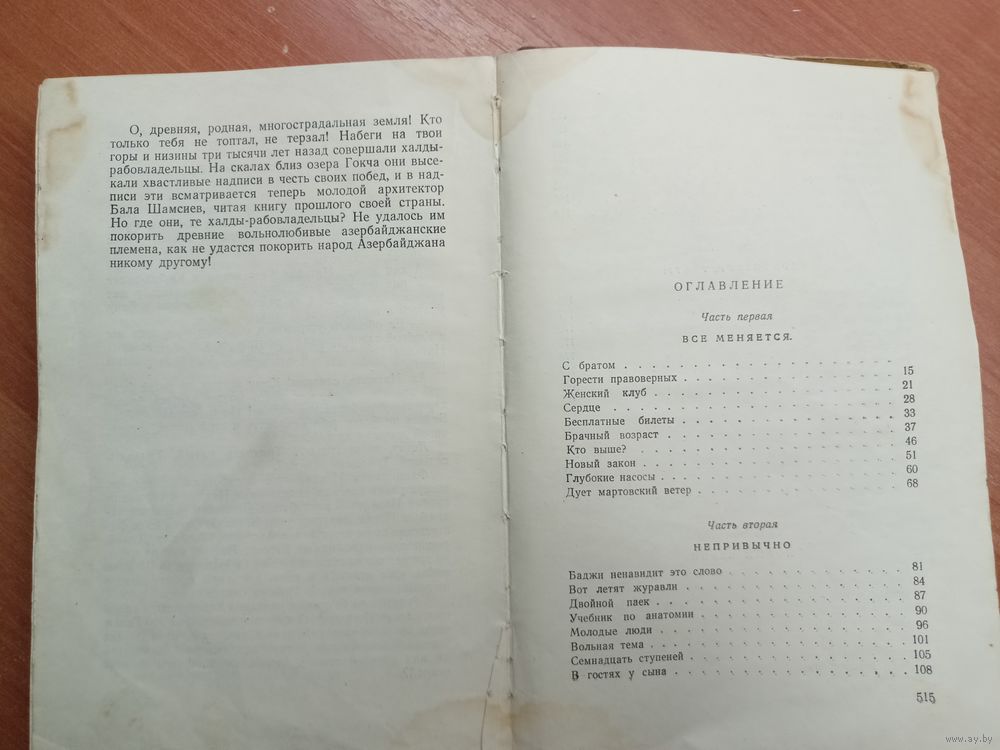 О, древняя, родная, многострадальная земля! Кто
только тебя не топтал, не терзал! Набеги на твои
горы и низины три тысячи лет назад совершали халды-
рабовладельцы. На скалах близ озера Гокча они высе-
кали хвастливые надписи в честь своих побед, и в над-
писи эти всматривается теперь молодой архитектор
Бала Шамсиев, читая книгу прошлого своей страны.
Но где они, те халды-рабовладельцы? Не удалось им
покорить древние вольнолюбивые азербайджанские
племена, как не удастся покорить народ Азербайджана
никому другому!
ОГЛАВЛЕНИЕ
Часть первая
ВСЕ МЕНЯЕТСЯ.
С братом . . . . . . . . . . . . . . . . . . 15
Горести правоверных . . . . . . . . . . . . . 21
Женский клуб . . . . . . . . . . . . . . . . 28
Сердце . . . . . . . . . . . . . . . . . . . 33
Бесплатные билеты . . . . . . . . . . . . . . 37
Брачный возраст . . . . . . . . . . . . . . . 46
Кто выше? . . . . . . . . . . . . . . . . . . 51
Новый закон . . . . . . . . . . . . . . . . . 60
Глубокие насосы . . . . . . . . . . . . . . . 68
Дует мартовский ветер . . . . . . . . . . . .
Часть вторая
НЕПРИВЫЧНО
Баджи ненавидит это слово . . . . . . . . . . 81
Вот летят журавли . . . . . . . . . . . . . . 84
Двойной паек . . . . . . . . . . . . . . . . 87
Учебник по анатомии . . . . . . . . . . . . . 90
Молодые люди . . . . . . . . . . . . . . . . 96
Вольная тема . . . . . . . . . . . . . . . . 101
Семнадцать ступеней . . . . . . . . . . . . . 105
В гостях у сына . . . . . . . . . . . . . . . 108
515
www.ay.by